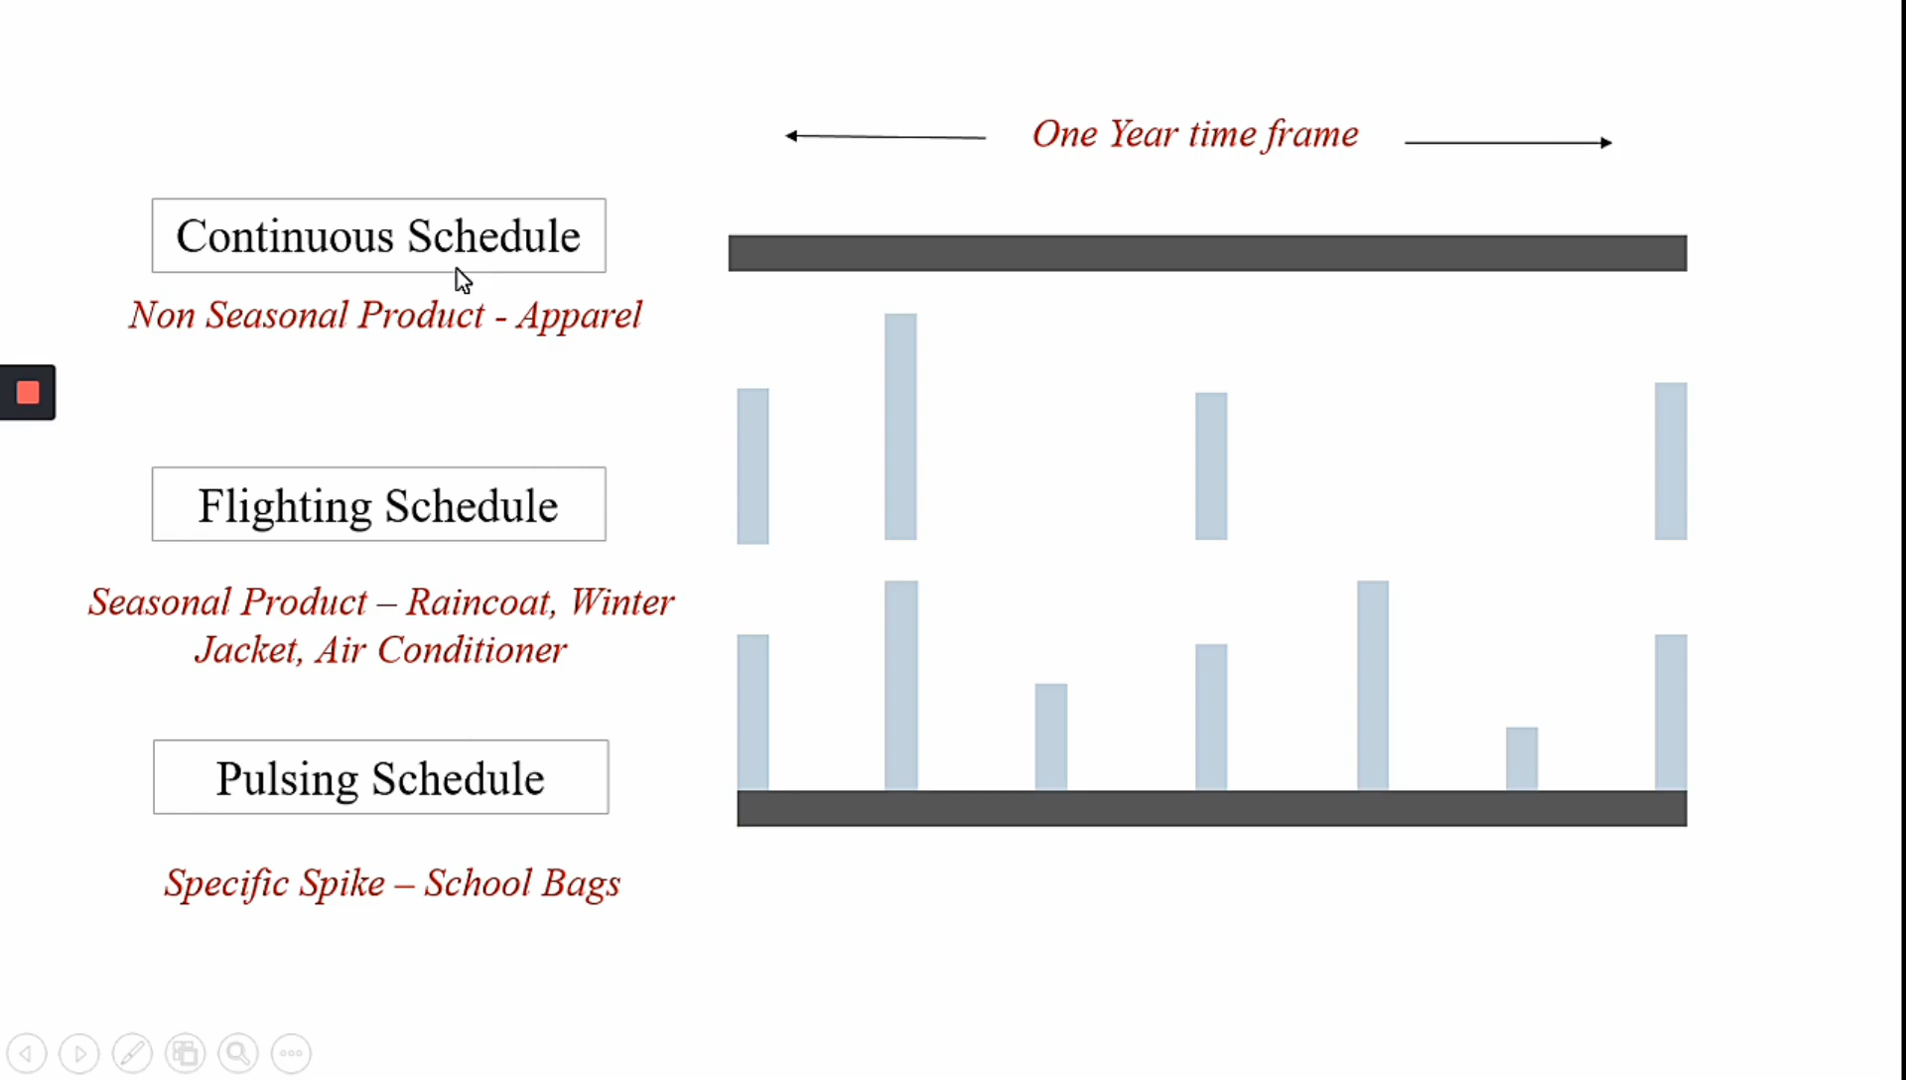 One Year time frame
Continuous Schedule
Non Seasonal Product - Apparel
Flighting Schedule
Seasonal Product – Raincoat, Winter
Jacket, Air Conditioner
Pulsing Schedule
Specific Spike – School Bags